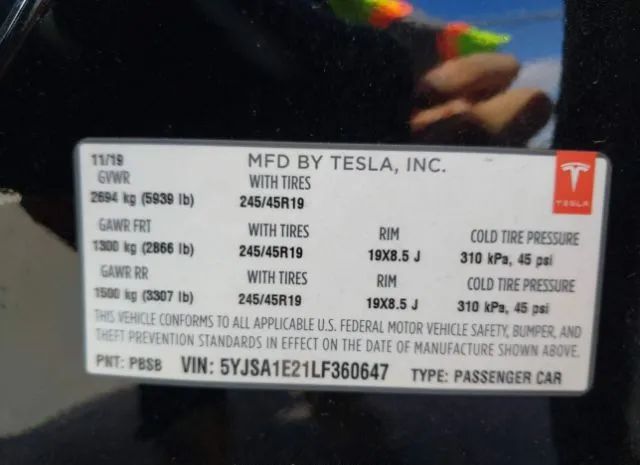 11/19 MFD BY TESLA, INC.
GVWR WITH TIRES
2694 kg (5939 lb) 245/45R19
TESLA
GAWR FRT WITH TIRES RIM COLD TIRE PRESSURE
1300 kg (2866 lb) 245/45R19 19X8.5 J 310 kPa, 45 psi
GAWR RR WITH TIRES RIM COLD TIRE PRESSURE
1500 kg (3307 lb) 245/45R19 19X8.5 J 310 kPa, 45 psi
THIS VEHICLE CONFORMS TO ALL APPLICABLE U.S. FEDERAL MOTOR VEHICLE SAFETY, BUMPER, AND
THEFT PREVENTION STANDARDS IN EFFECT ON THE DATE OF MANUFACTURE SHOWN ABOVE.
PNT: PBSB VIN: 5YJSA1E21LF360647 TYPE: PASSENGER CAR